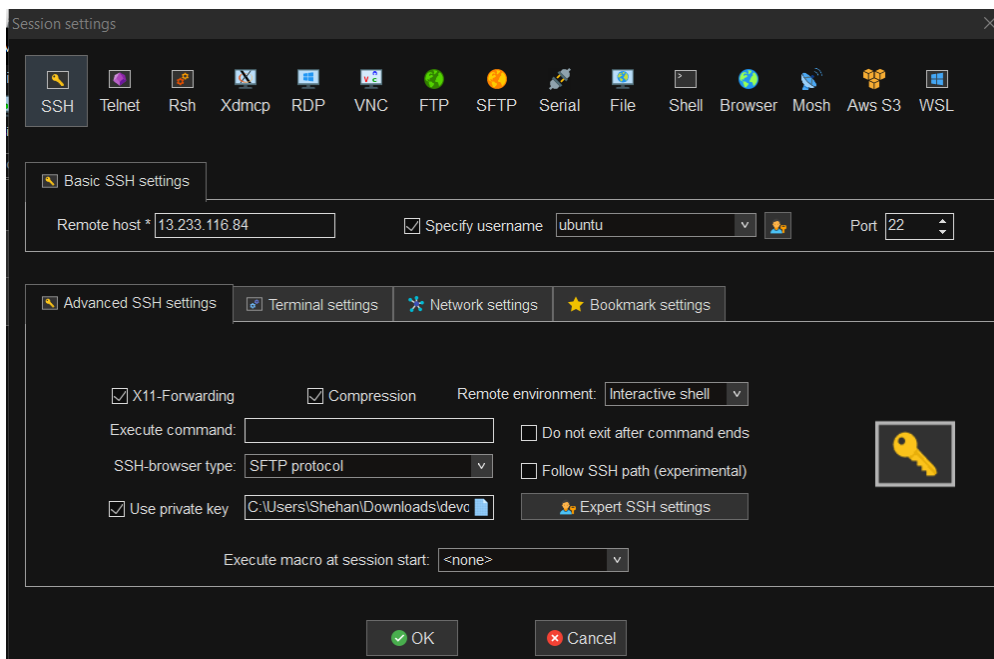 Session settings
SSH Telnet Rsh Xdmcp RDP VNC FTP SFTP Serial File Shell Browser Mosh Aws S3 WSL
Basic SSH settings
Remote host * 13.233.116.84 Specify username ubuntu Port 22
Advanced SSH settings Terminal settings Network settings Bookmark settings
X11-Forwarding Compression Remote environment: Interactive shell
Execute command: Do not exit after command ends
SSH-browser type: SFTP protocol Follow SSH path (experimental)
Use private key C:\Users\Shehan\Downloads\devo Expert SSH settings
Execute macro at session start: <none>
OK Cancel